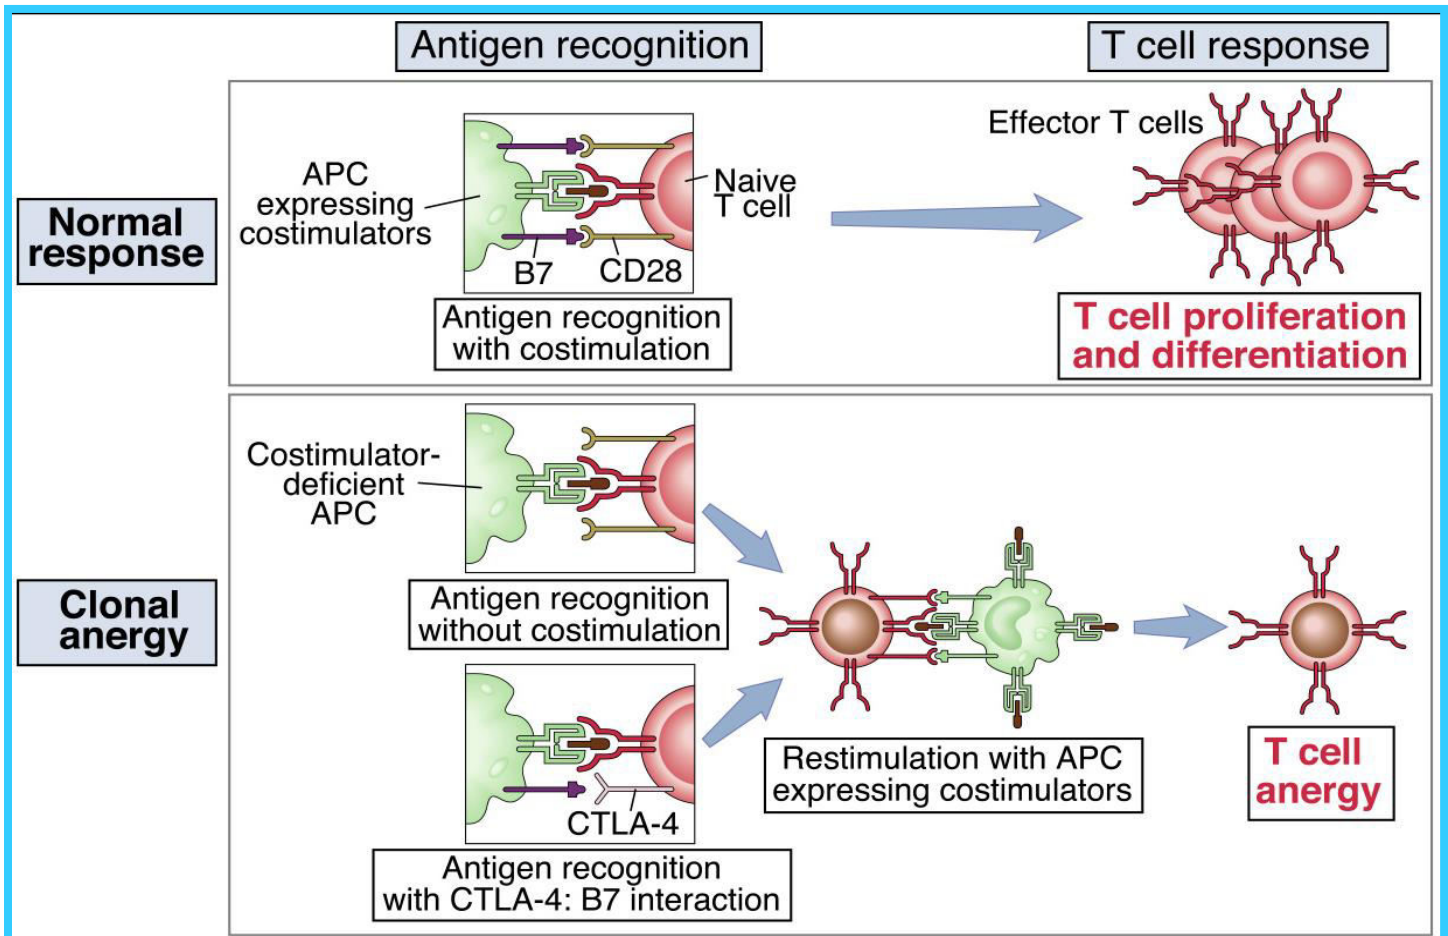 Antigen recognition
T cell response
Normal
response
APC
expressing
costimulators
B7
CD28
Naive
T cell
Antigen recognition
with costimulation
Effector T cells
T cell proliferation
and differentiation
Clonal
anergy
Costimulator-
deficient
APC
Antigen recognition
without costimulation
CTLA-4
Antigen recognition
with CTLA-4: B7 interaction
Restimulation with APC
expressing costimulators
T cell
anergy